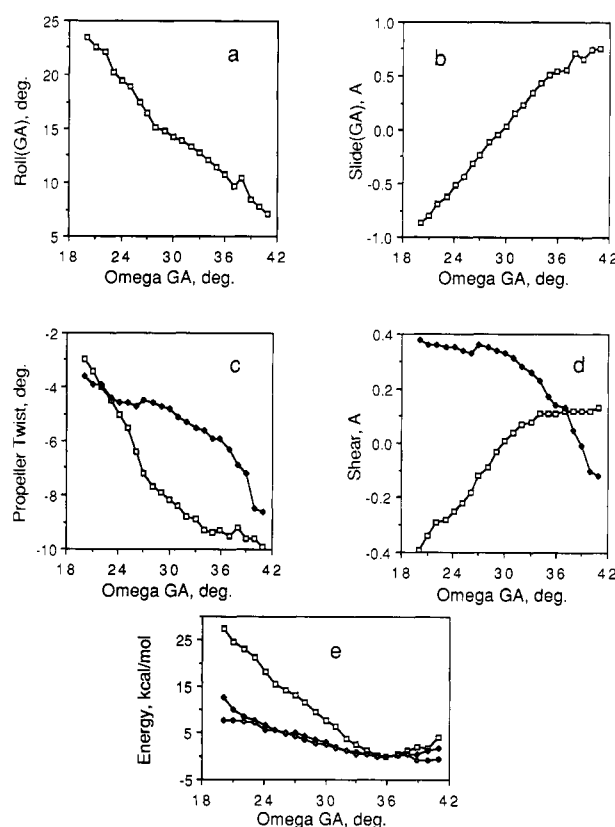 a
Roll(GA), deg.
25
20
15
10
5
18 24 30 36 42
Omega GA, deg.
b
Slide(GA), A
1.0
0.5
0.0
-0.5
-1.0
18 24 30 36 42
Omega GA, deg.
c
Propeller Twist, deg.
-2
-4
-6
-8
-10
18 24 30 36 42
Omega GA, deg.
d
Shear, A
0.4
0.2
0.0
-0.2
-0.4
18 24 30 36 42
Omega GA, deg.
e
Energy, kcal/mol
25
15
5
-5
18 24 30 36 42
Omega GA, deg.